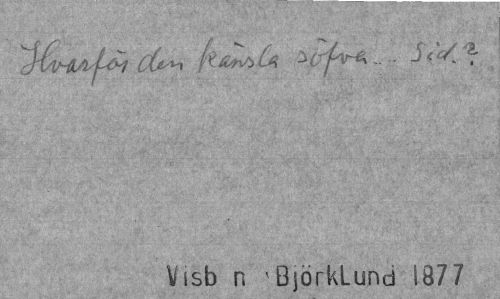 Hvarför den känsla söfva... Sid.?
Visb n BjörkLund 1877